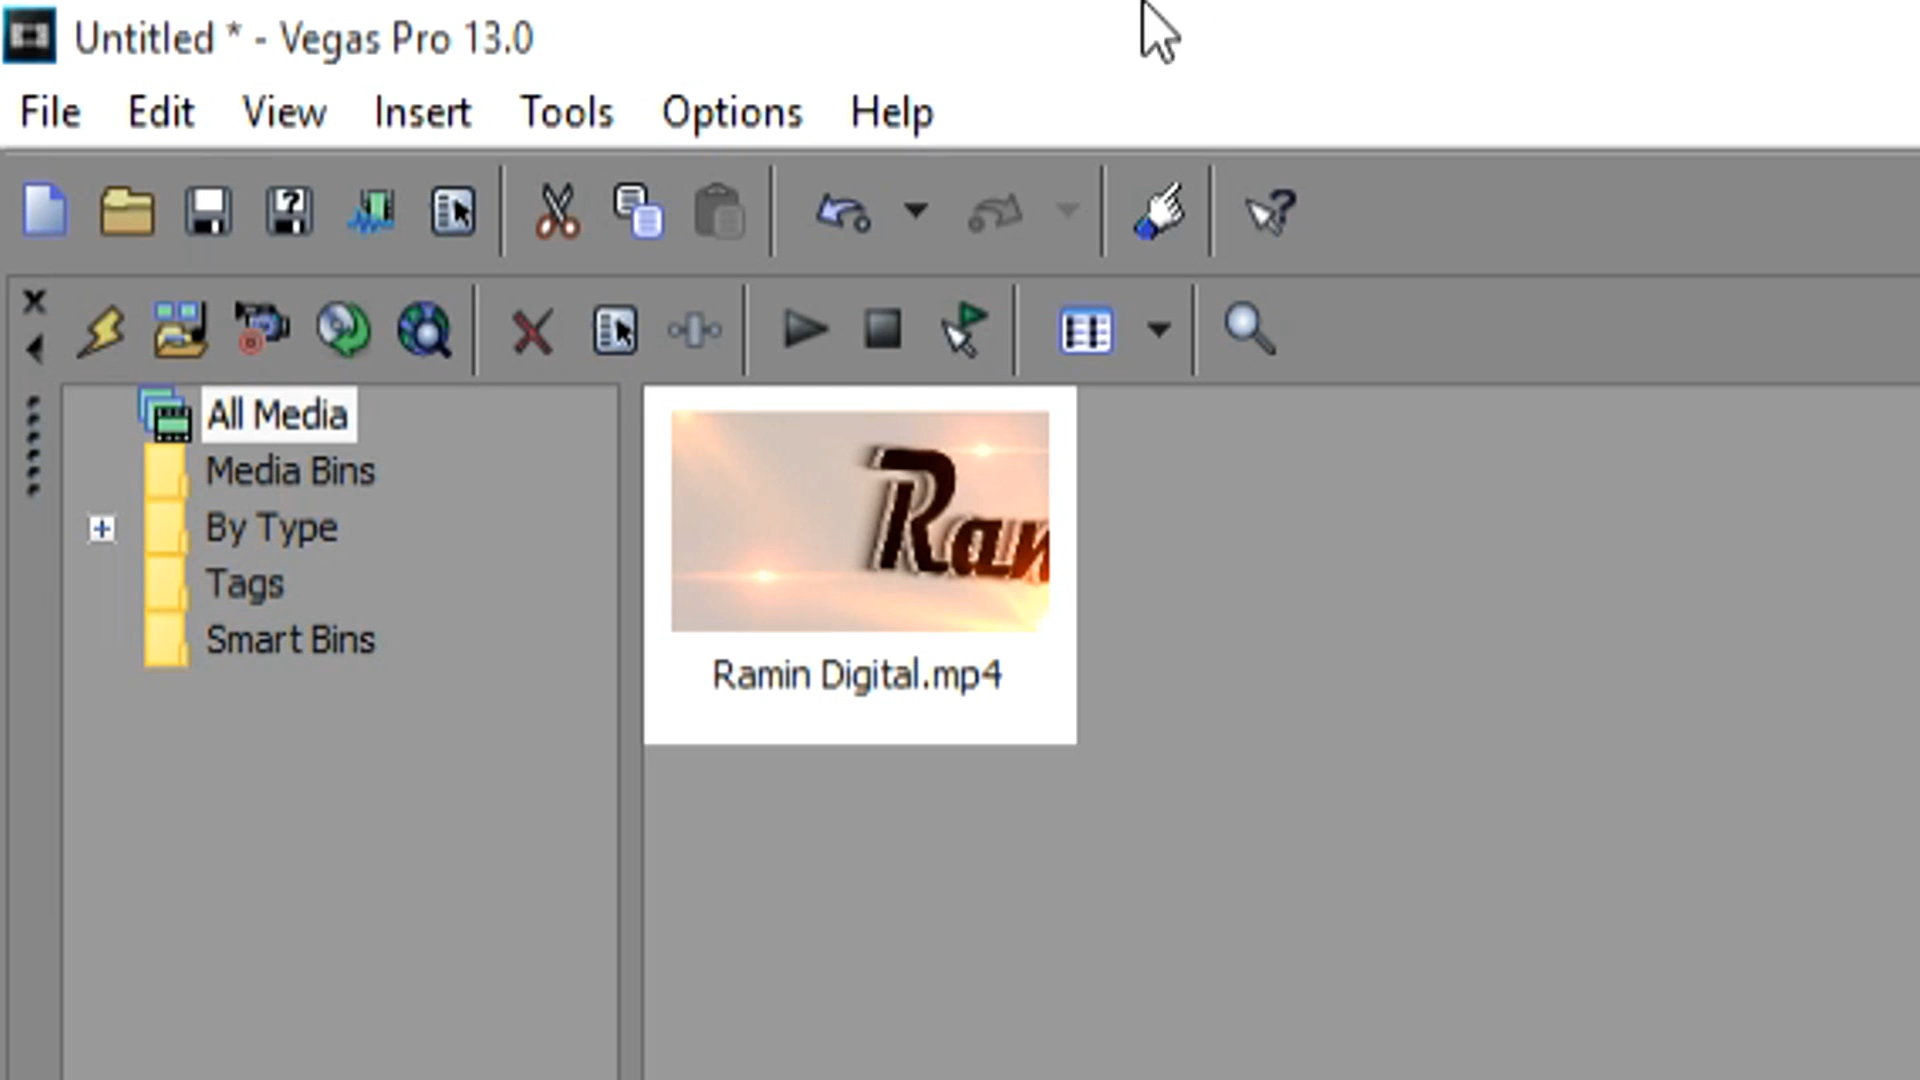 Untitled * - Vegas Pro 13.0
File Edit View Insert Tools Options Help
All Media
Media Bins
By Type
Tags
Smart Bins
Ran
Ramin Digital.mp4